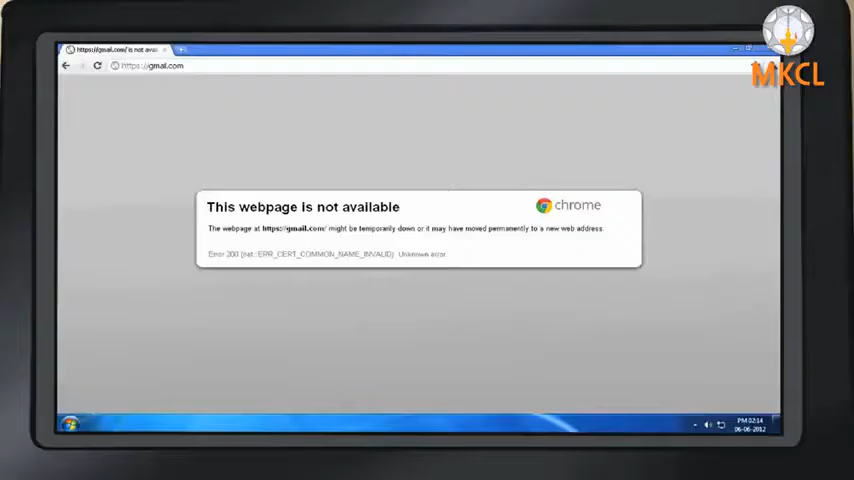 https://gmail.com/ is not avai
https://gmail.com
MKCL
This webpage is not available
chrome
The webpage at https://gmail.com/ might be temporarily down or it may have moved permanently to a new web address.
Error 200 (net::ERR_CERT_COMMON_NAME_INVALID): Unknown error.
PM 02:14
06-06-2012